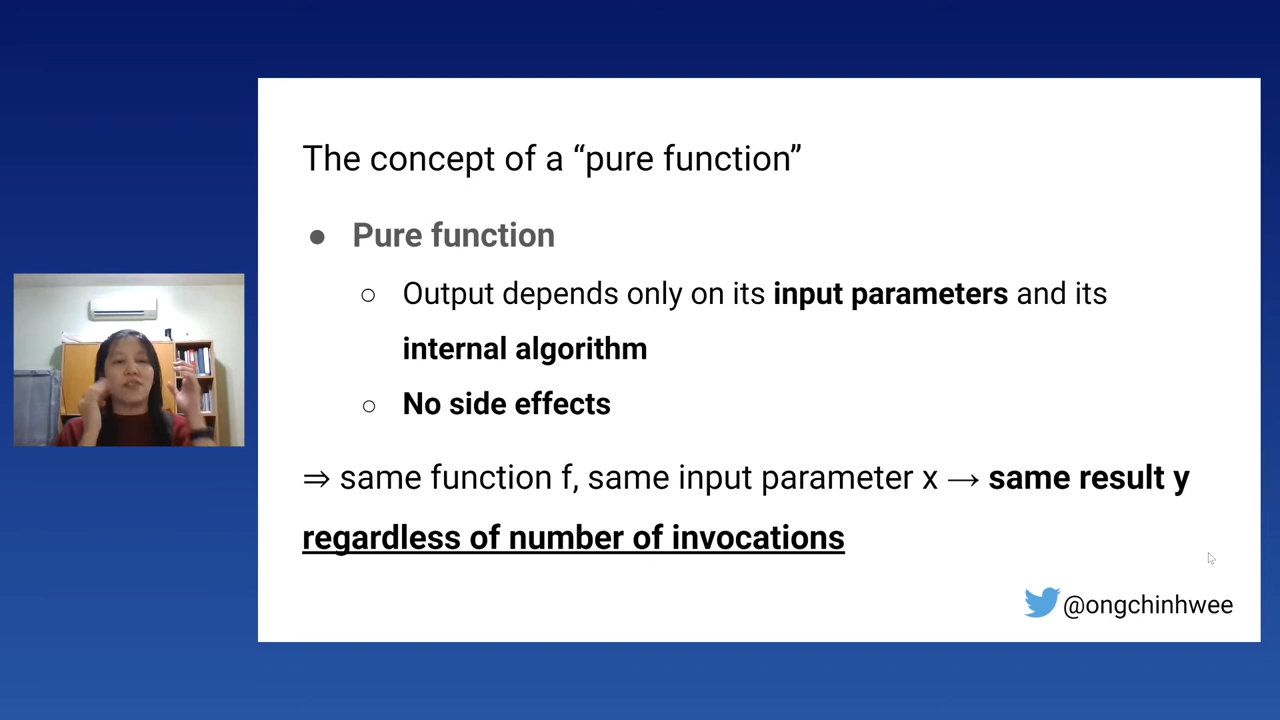 The concept of a “pure function”
● Pure function
○ Output depends only on its input parameters and its
internal algorithm
○ No side effects
⇒ same function f, same input parameter x → same result y
regardless of number of invocations
@ongchinhwee